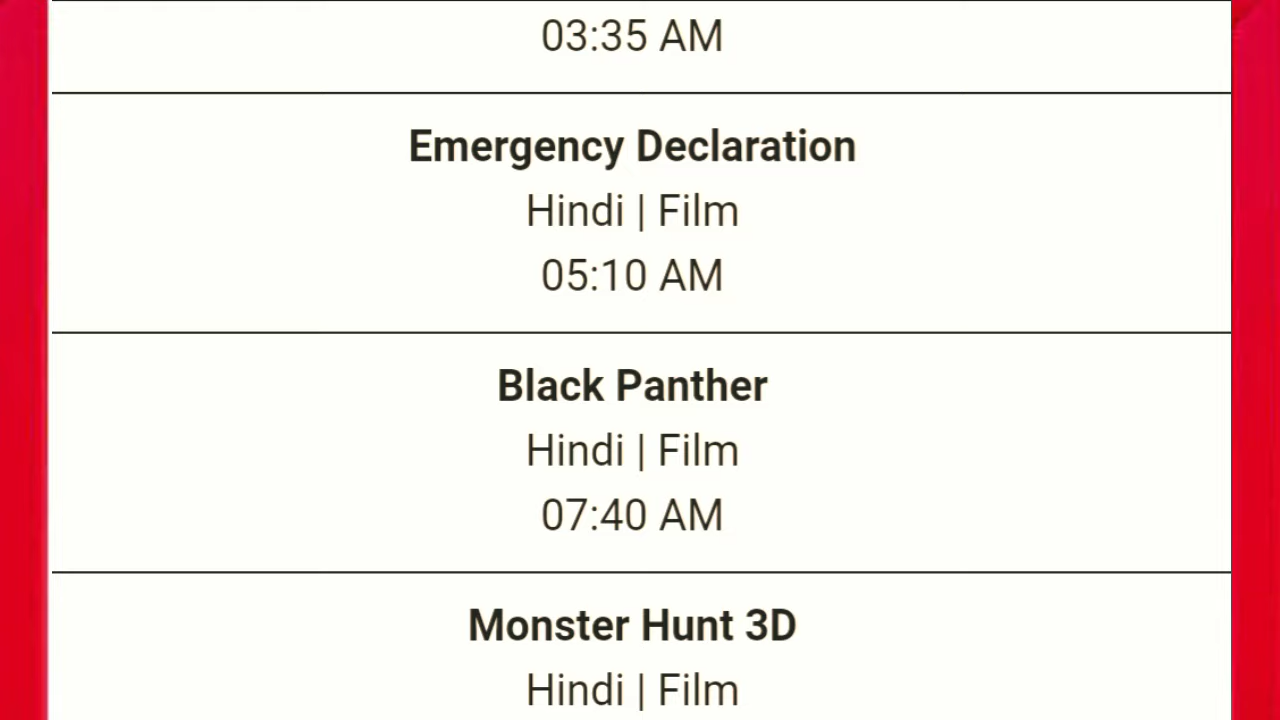 03:35 AM
Emergency Declaration
Hindi | Film
05:10 AM
Black Panther
Hindi | Film
07:40 AM
Monster Hunt 3D
Hindi | Film